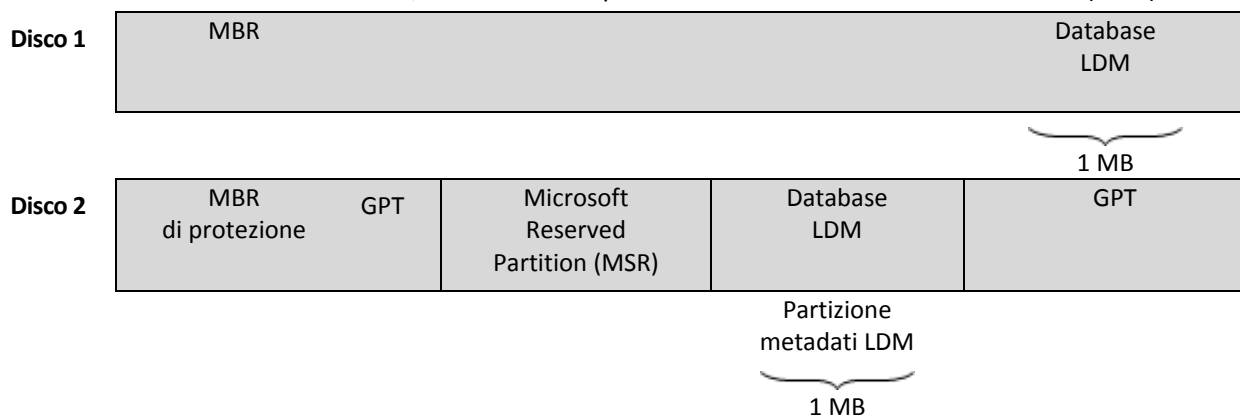 Disco 1
MBR
Database
LDM
1 MB
Disco 2
MBR
di protezione
GPT
Microsoft
Reserved
Partition (MSR)
Database
LDM
GPT
Partizione
metadati LDM
1 MB